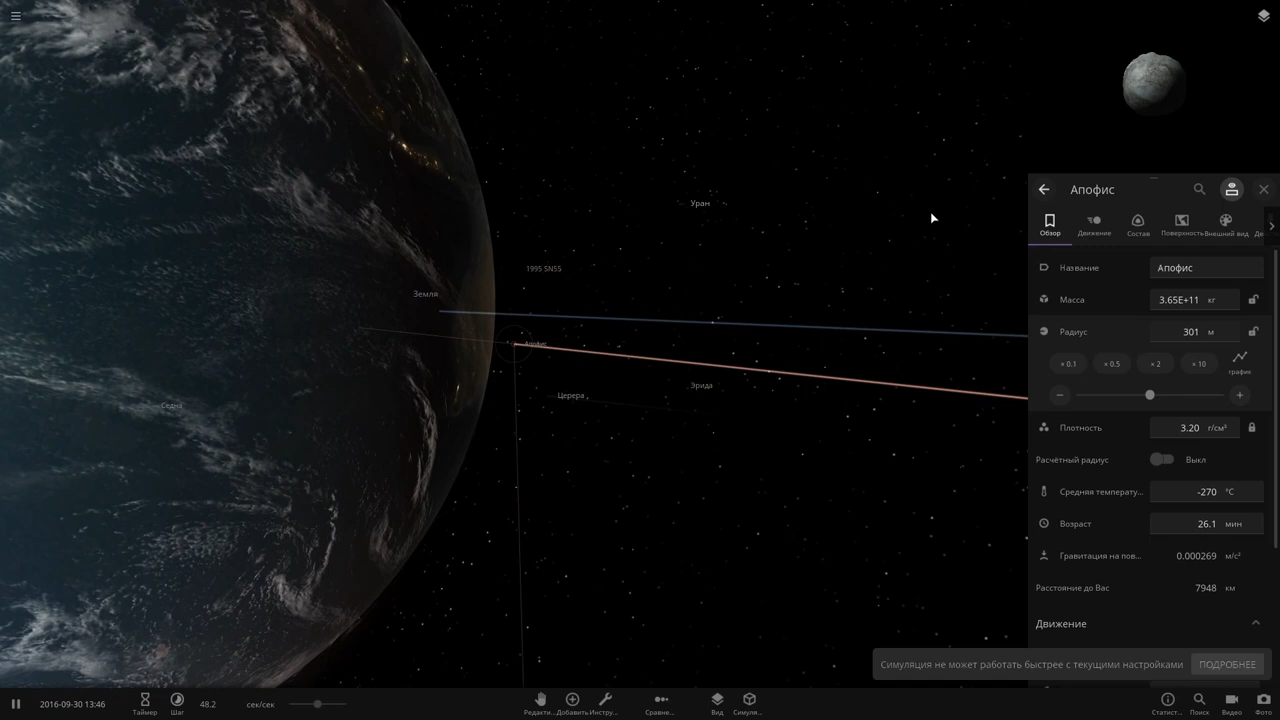 Уран
1995 SN55
Земля
Апофис
Эрида
Церера
Седна
Апофис
Обзор
Движение
Состав
Поверхность
Внешний вид
Де
Название
Апофис
Масса
3.65E+11 кг
Радиус
301 м
× 0.1
× 0.5
× 2
× 10
график
Плотность
3.20 г/см³
Расчётный радиус
Выкл
Средняя температу...
-270 °C
Возраст
26.1 мин
Гравитация на пов...
0.000269 м/с²
Расстояние до Вас
7948 км
Движение
Симуляция не может работать быстрее с текущими настройками
ПОДРОБНЕЕ
2016-09-30 13:46
Таймер
Шаг
48.2 сек/сек
Редакти...
Добавить
Инстру...
Сравне...
Вид
Симуля...
Статист...
Поиск
Видео
Фото